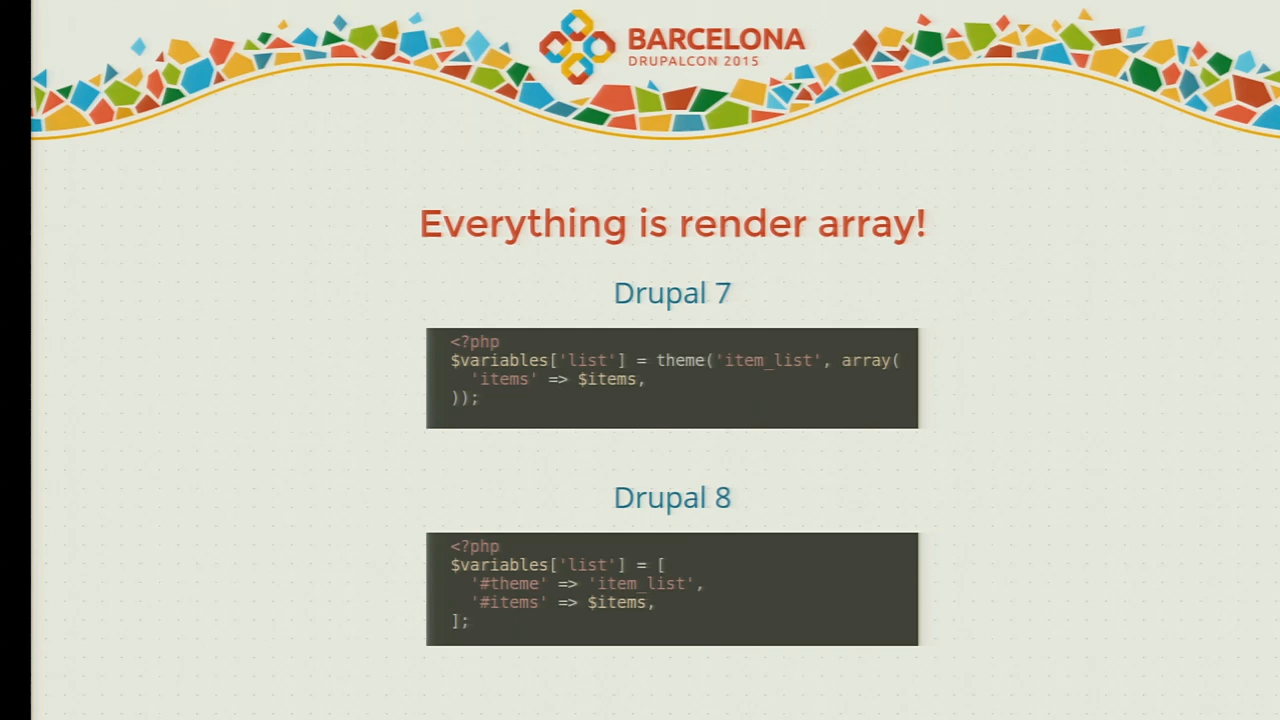 BARCELONA
DRUPALCON 2015
Everything is render array!
Drupal 7
<?php
$variables['list'] = theme('item_list', array(
  'items' => $items,
));
Drupal 8
<?php
$variables['list'] = [
  '#theme' => 'item_list',
  '#items' => $items,
];